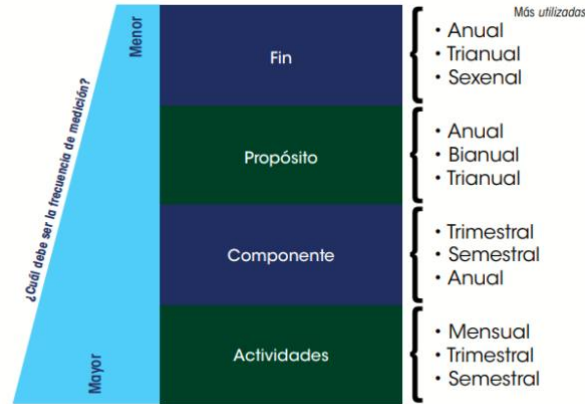 Más utilizadas
¿Cuál debe ser la frecuencia de medición?
Menor
Mayor
Fin
• Anual
• Trianual
• Sexenal
Propósito
• Anual
• Bianual
• Trianual
Componente
• Trimestral
• Semestral
• Anual
Actividades
• Mensual
• Trimestral
• Semestral